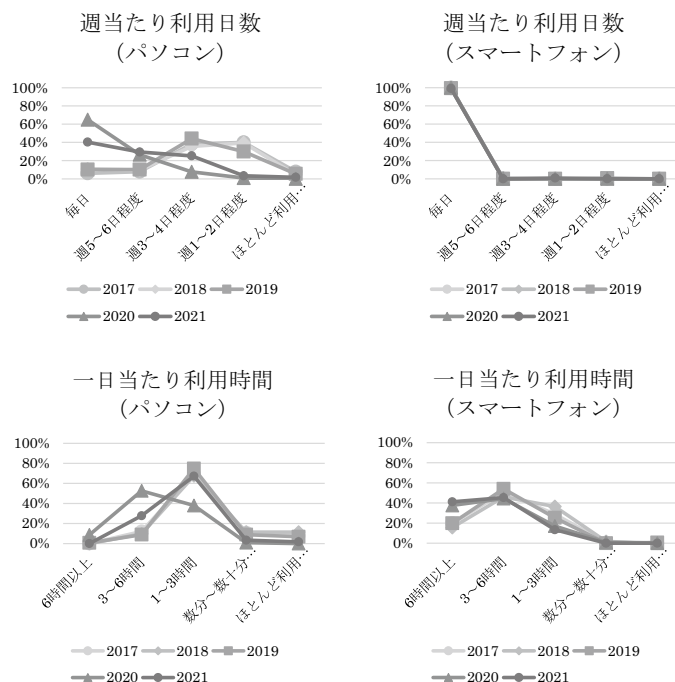 週当たり利用日数
（パソコン）
100%
80%
60%
40%
20%
0%
毎日
週5～6日程度
週3～4日程度
週1～2日程度
ほとんど利用…
2017
2018
2019
2020
2021
週当たり利用日数
（スマートフォン）
100%
80%
60%
40%
20%
0%
毎日
週5～6日程度
週3～4日程度
週1～2日程度
ほとんど利用…
2017
2018
2019
2020
2021
一日当たり利用時間
（パソコン）
100%
80%
60%
40%
20%
0%
6時間以上
3～6時間
1～3時間
数分～数十分…
ほとんど利用…
2017
2018
2019
2020
2021
一日当たり利用時間
（スマートフォン）
100%
80%
60%
40%
20%
0%
6時間以上
3～6時間
1～3時間
数分～数十分…
ほとんど利用…
2017
2018
2019
2020
2021